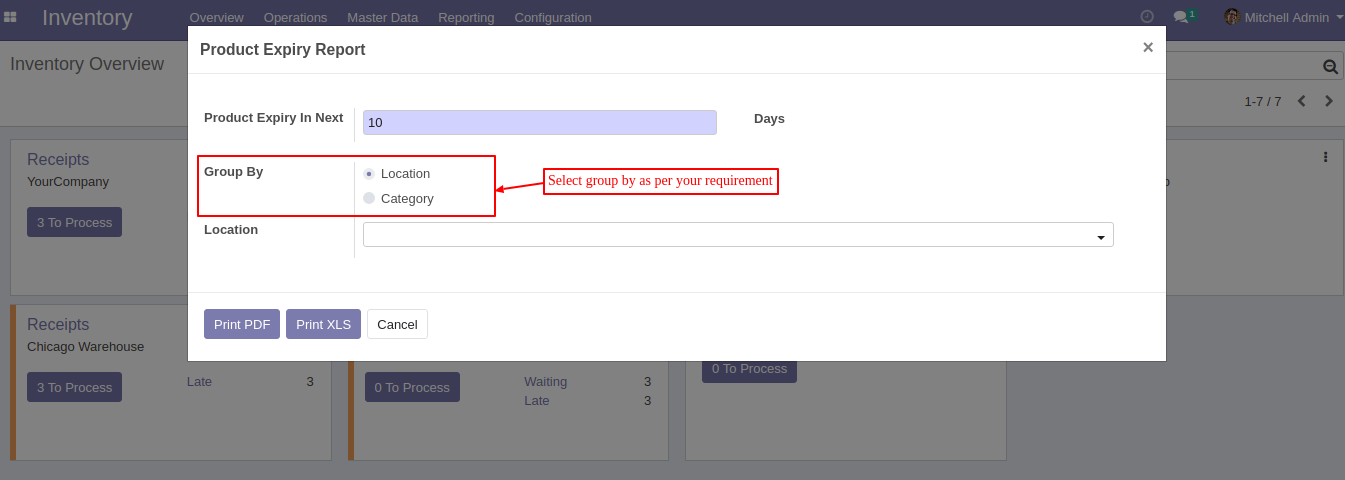 Inventory Overview Operations Master Data Reporting Configuration 1 Mitchell Admin
Product Expiry Report ×
Inventory Overview
1-7 / 7
Product Expiry In Next 10 Days
Receipts
YourCompany
3 To Process
Group By Location
Category
Select group by as per your requirement
Location
Print PDF Print XLS Cancel
Receipts
Chicago Warehouse
3 To Process Late 3
0 To Process Waiting 3
Late 3
0 To Process